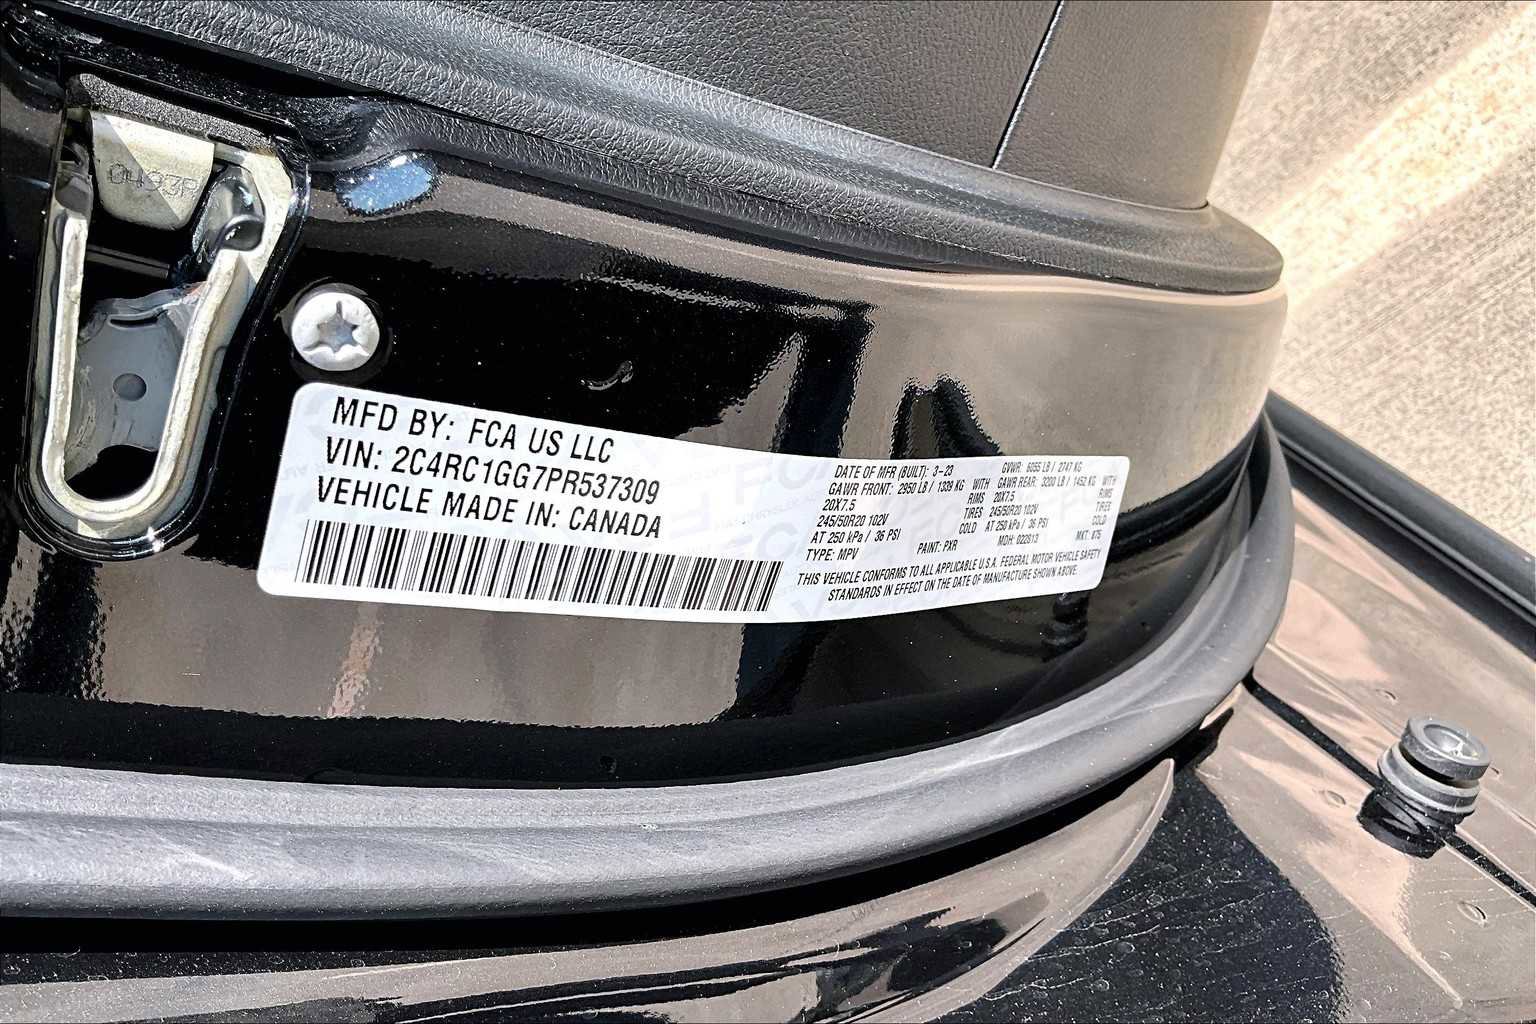 0493P
MFD BY: FCA US LLC
VIN: 2C4RC1GG7PR537309
VEHICLE MADE IN: CANADA
DATE OF MFR (BUILT): 3-23 GVWR: 6055 LB / 2747 KG
GAWR FRONT: 2950 LB / 1339 KG WITH GAWR REAR: 3200 LB / 1452 KG WITH
20X7.5 RIMS 20X7.5 RIMS
245/50R20 102V TIRES 245/50R20 102V TIRES
AT 250 kPa / 36 PSI COLD AT 250 kPa / 36 PSI COLD
TYPE: MPV PAINT: PXR MDH: 022813 MKT: 875
THIS VEHICLE CONFORMS TO ALL APPLICABLE U.S.A. FEDERAL MOTOR VEHICLE SAFETY
STANDARDS IN EFFECT ON THE DATE OF MANUFACTURE SHOWN ABOVE.